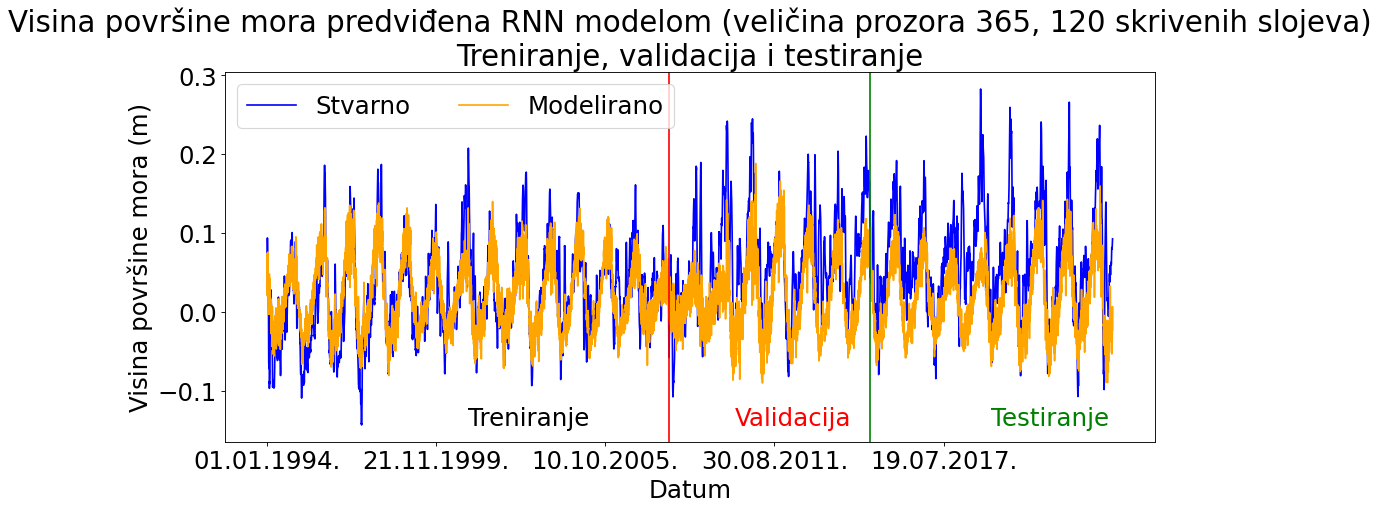 Visina površine mora predviđena RNN modelom (veličina prozora 365, 120 skrivenih slojeva)
Treniranje, validacija i testiranje
Stvarno
Modelirano
Visina površine mora (m)
0.3
0.2
0.1
0.0
−0.1
Treniranje
Validacija
Testiranje
01.01.1994.
21.11.1999.
10.10.2005.
30.08.2011.
19.07.2017.
Datum